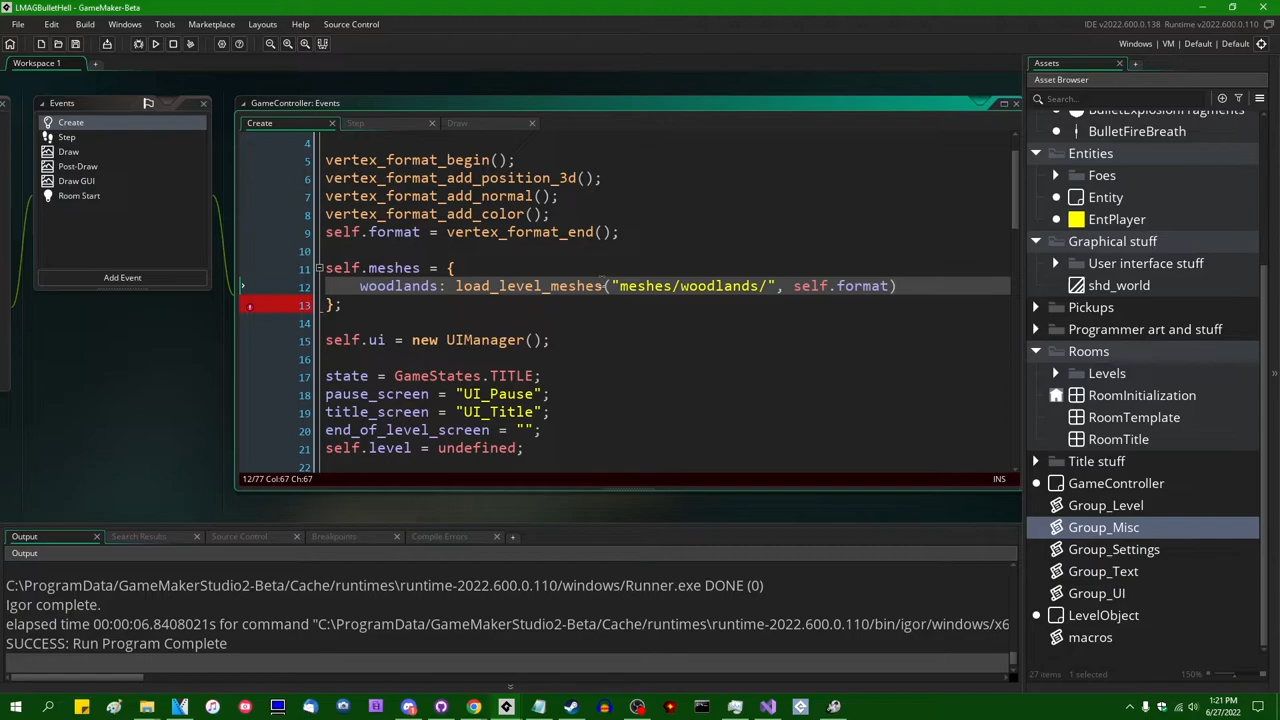 LMAGBulletHell - GameMaker-Beta
File Edit Build Windows Tools Marketplace Layouts Help Source Control
IDE v2022.600.0.138 Runtime v2022.600.0.110
Windows | VM | Default | Default
Workspace 1
Events
Create
Step
Draw
Post-Draw
Draw GUI
Room Start
Add Event
GameController: Events
Create Step Draw
4
5 vertex_format_begin();
6 vertex_format_add_position_3d();
7 vertex_format_add_normal();
8 vertex_format_add_color();
9 self.format = vertex_format_end();
10
11 self.meshes = {
12 woodlands: load_level_meshes("meshes/woodlands/", self.format)
13 };
14
15 self.ui = new UIManager();
16
17 state = GameStates.TITLE;
18 pause_screen = "UI_Pause";
19 title_screen = "UI_Title";
20 end_of_level_screen = "";
21 self.level = undefined;
22
12/77 Col:67 Ch:67
INS
Output Search Results Source Control Breakpoints Compile Errors
Output
C:\ProgramData/GameMakerStudio2-Beta/Cache/runtimes\runtime-2022.600.0.110/windows/Runner.exe DONE (0)
Igor complete.
elapsed time 00:00:06.8408021s for command "C:\ProgramData/GameMakerStudio2-Beta/Cache/runtimes\runtime-2022.600.0.110/bin/igor/windows/x6
SUCCESS: Run Program Complete
Assets
Asset Browser
Search...
BulletExplosionFragments
BulletFireBreath
Entities
Foes
Entity
EntPlayer
Graphical stuff
User interface stuff
shd_world
Pickups
Programmer art and stuff
Rooms
Levels
RoomInitialization
RoomTemplate
RoomTitle
Title stuff
GameController
Group_Level
Group_Misc
Group_Settings
Group_Text
Group_UI
LevelObject
macros
27 items 1 selected
150%
1:21 PM
6/27/2022